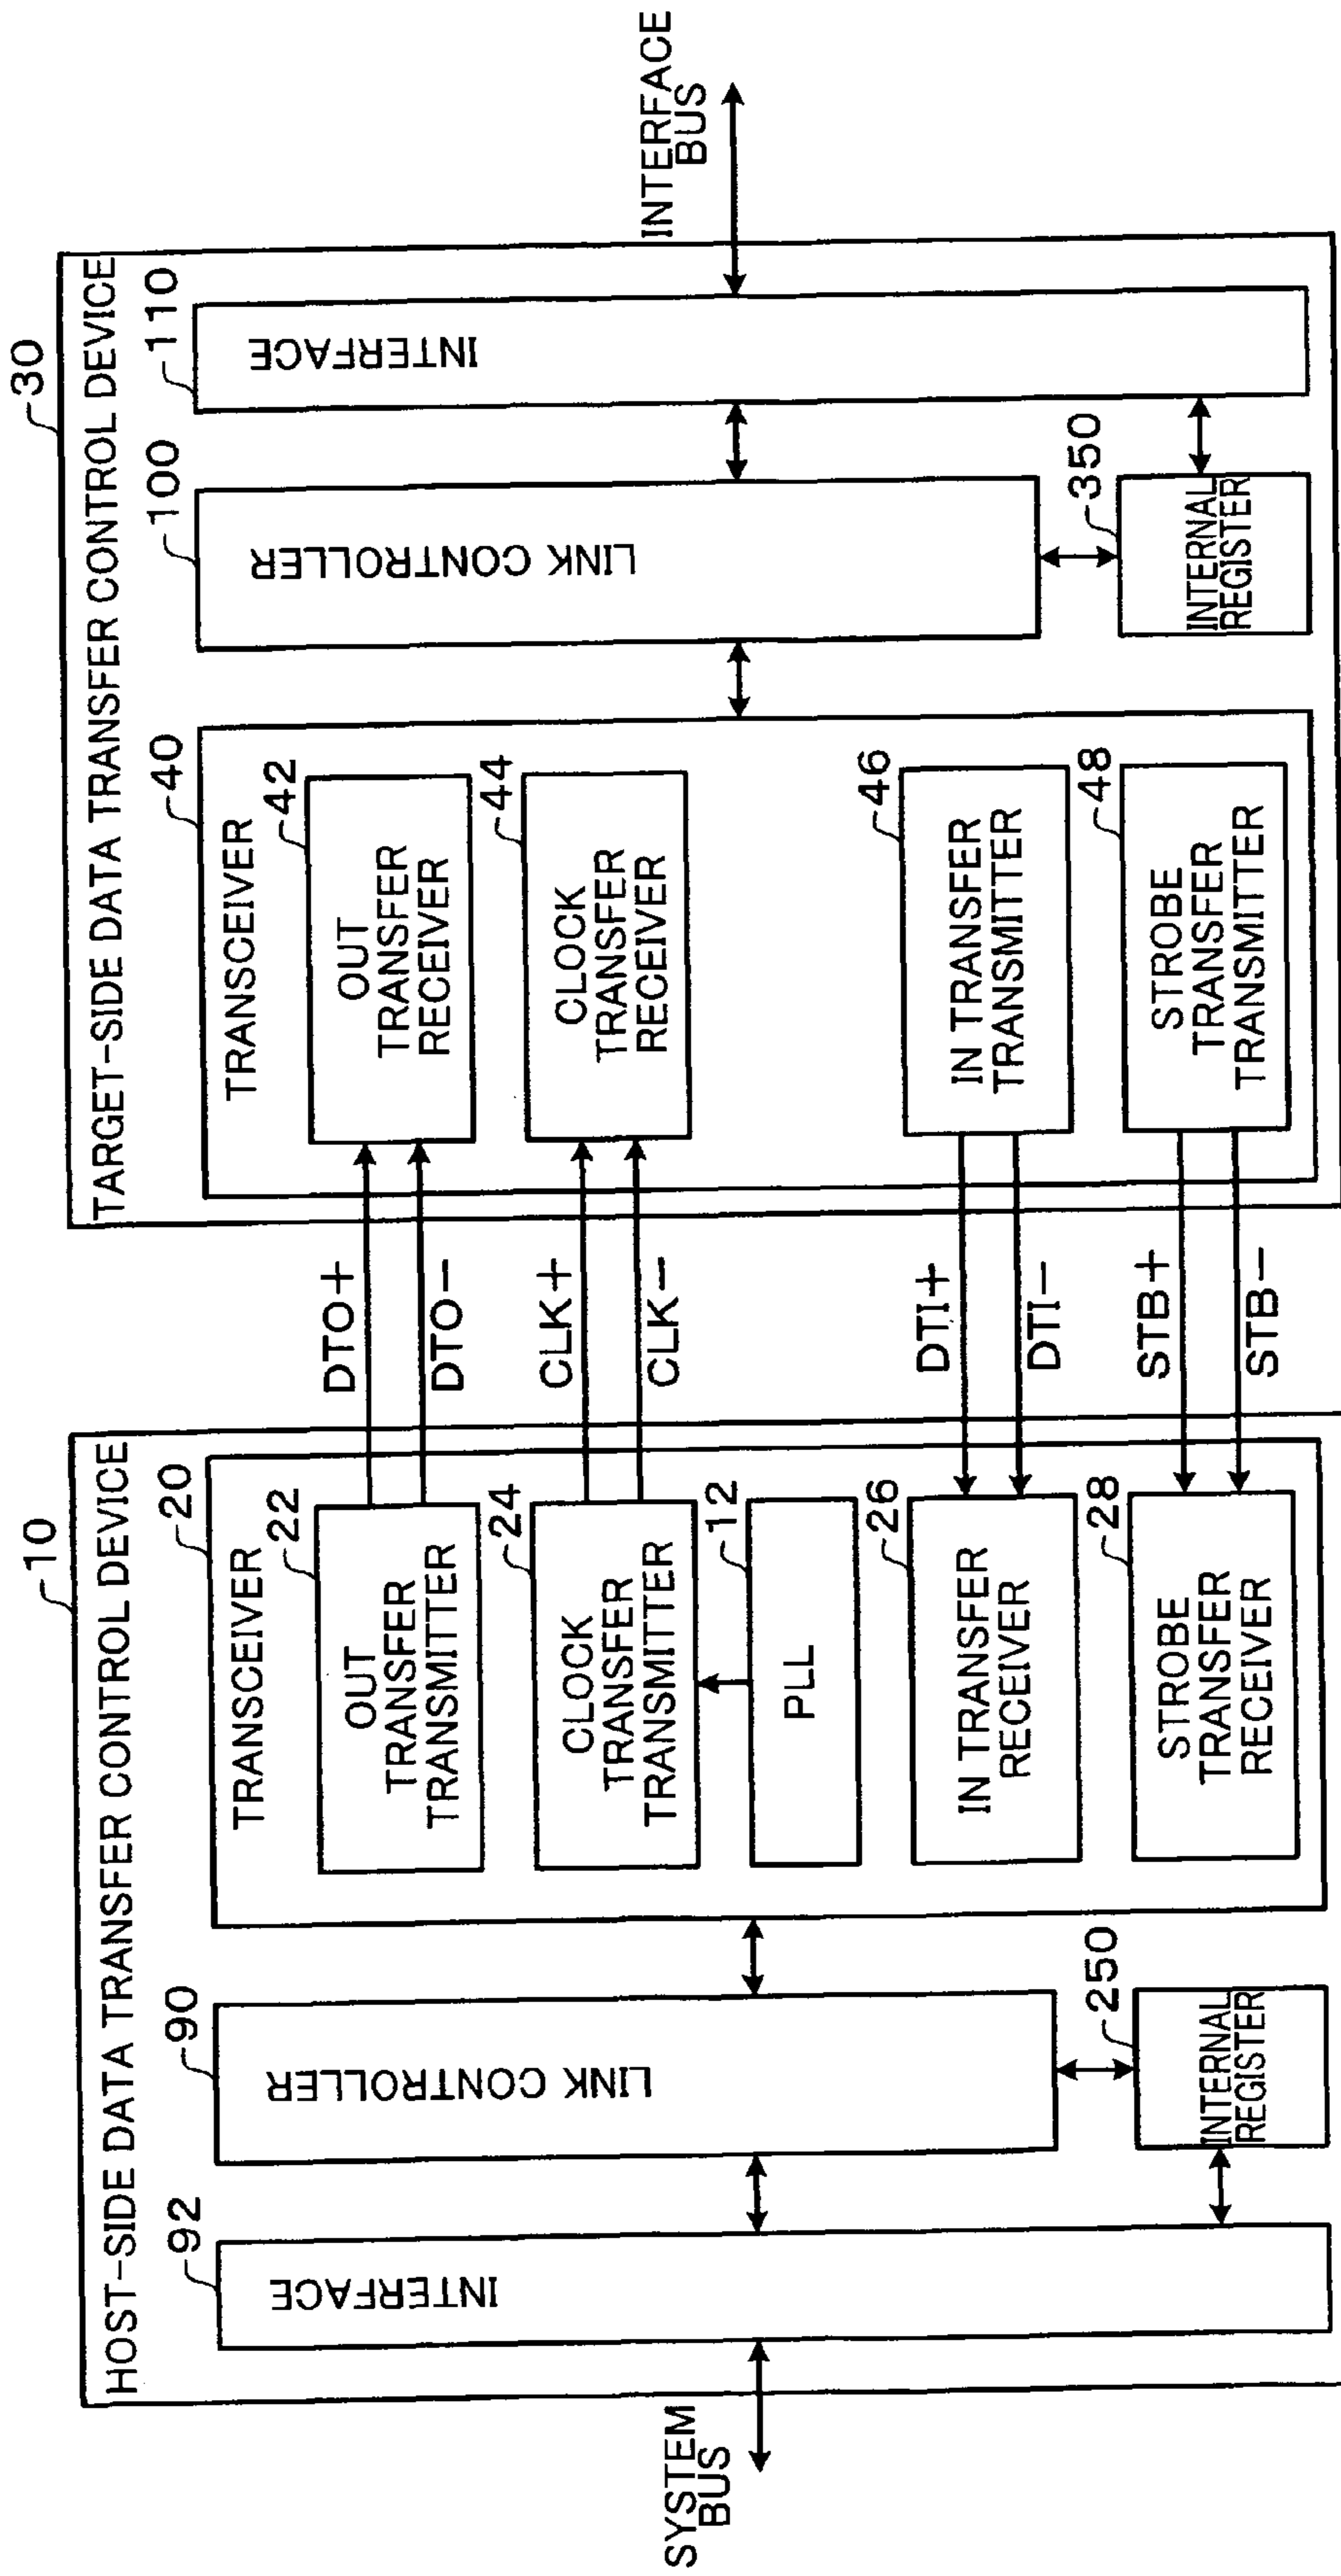 10
HOST-SIDE DATA TRANSFER CONTROL DEVICE
SYSTEM
BUS
92
INTERFACE
90
LINK CONTROLLER
250
INTERNAL
REGISTER
20
TRANSCEIVER
22
OUT
TRANSFER
TRANSMITTER
24
CLOCK
TRANSFER
TRANSMITTER
12
PLL
26
IN TRANSFER
RECEIVER
28
STROBE
TRANSFER
RECEIVER
DTO+
DTO-
CLK+
CLK-
DTI+
DTI-
STB+
STB-
30
TARGET-SIDE DATA TRANSFER CONTROL DEVICE
40
TRANSCEIVER
42
OUT
TRANSFER
RECEIVER
44
CLOCK
TRANSFER
RECEIVER
46
IN TRANSFER
TRANSMITTER
48
STROBE
TRANSFER
TRANSMITTER
100
LINK CONTROLLER
350
INTERNAL
REGISTER
110
INTERFACE
INTERFACE
BUS